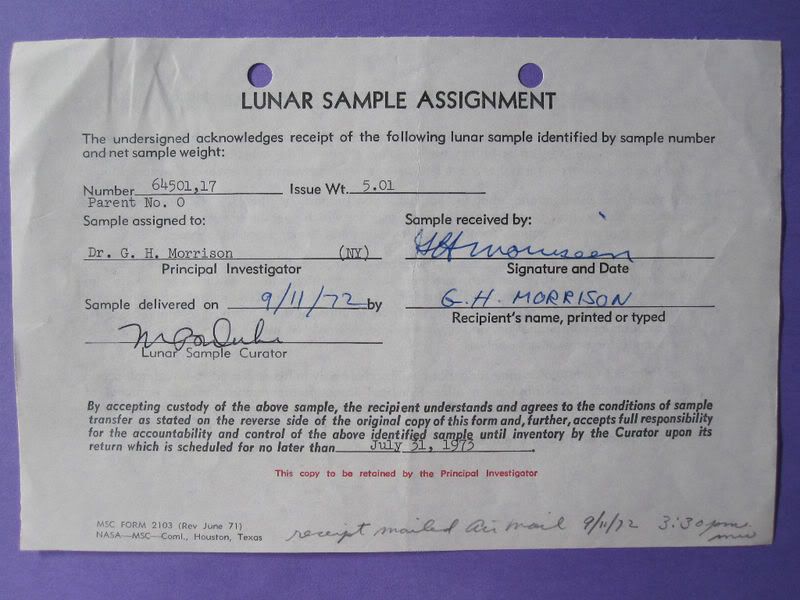 LUNAR SAMPLE ASSIGNMENT
The undersigned acknowledges receipt of the following lunar sample identified by sample number
and net sample weight:
Number 64501,17 Issue Wt. 5.01
Parent No. 0
Sample assigned to:
Dr. G. H. Morrison (NY)
Principal Investigator
Sample delivered on 9/11/72 by
Lunar Sample Curator
Sample received by:
GH Morrison
Signature and Date
G.H. MORRISON
Recipient's name, printed or typed
By accepting custody of the above sample, the recipient understands and agrees to the conditions of sample
transfer as stated on the reverse side of the original copy of this form and, further, accepts full responsibility
for the accountability and control of the above identified sample until inventory by the Curator upon its
return which is scheduled for no later than July 31, 1973.
This copy to be retained by the Principal Investigator
MSC FORM 2103 (Rev June 71)
NASA—MSC—Coml., Houston, Texas
receipt mailed Air Mail 9/11/72 3:30 pm.